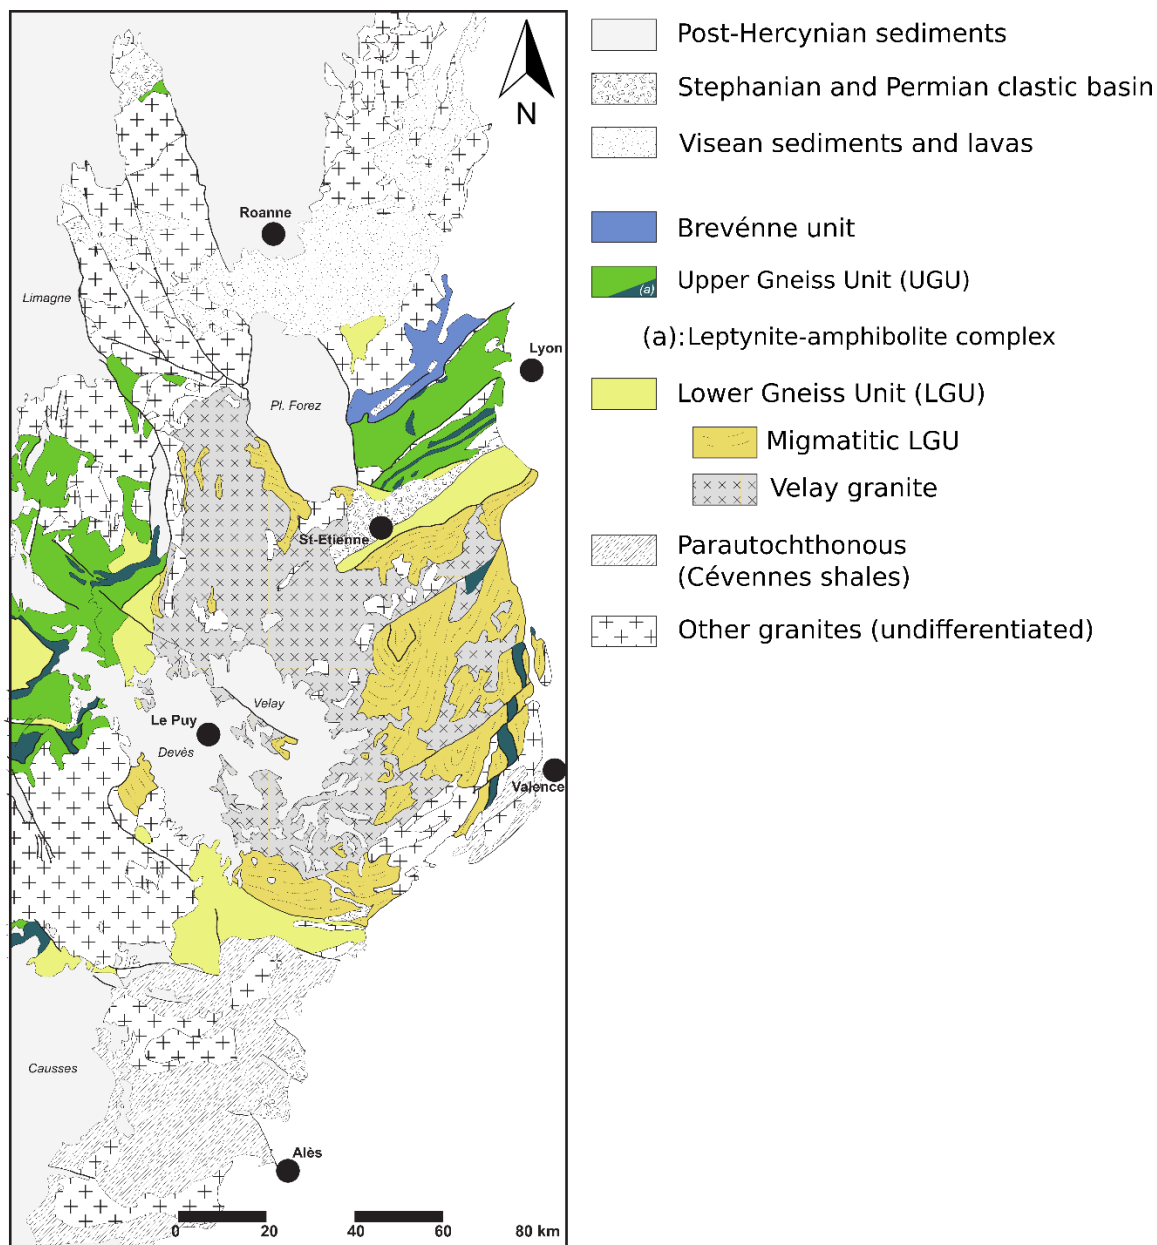 N
Roanne
Limagne
Lyon
Pl. Forez
St-Etienne
Velay
Le Puy
Devès
Valence
Causses
Alès
0 20 40 60 80 km
Post-Hercynian sediments
Stephanian and Permian clastic basin
Visean sediments and lavas
Brevénne unit
Upper Gneiss Unit (UGU)
(a)
(a):Leptynite-amphibolite complex
Lower Gneiss Unit (LGU)
Migmatitic LGU
Velay granite
Parautochthonous
(Cévennes shales)
Other granites (undifferentiated)